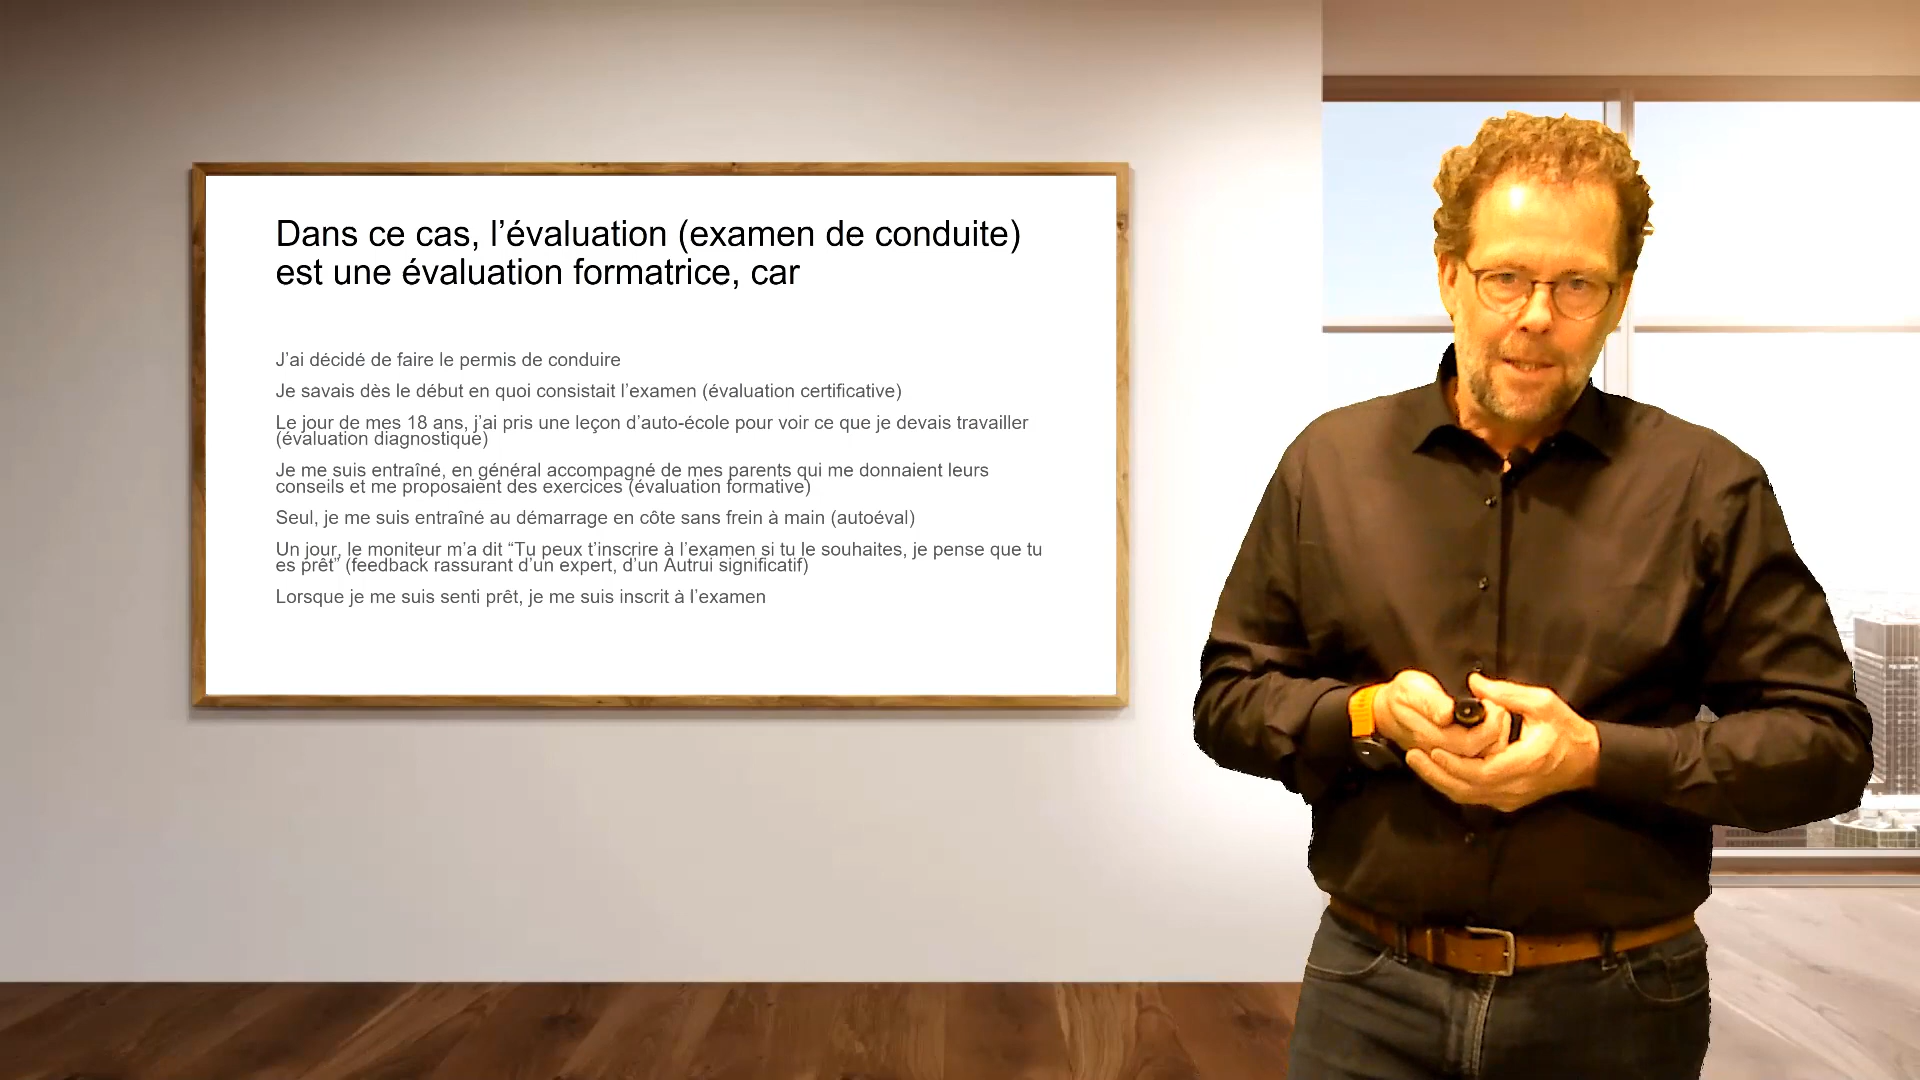 Dans ce cas, l’évaluation (examen de conduite)
est une évaluation formatrice, car
J’ai décidé de faire le permis de conduire
Je savais dès le début en quoi consistait l’examen (évaluation certificative)
Le jour de mes 18 ans, j’ai pris une leçon d’auto-école pour voir ce que je devais travailler
(évaluation diagnostique)
Je me suis entraîné, en général accompagné de mes parents qui me donnaient leurs
conseils et me proposaient des exercices (évaluation formative)
Seul, je me suis entraîné au démarrage en côte sans frein à main (autoéval)
Un jour, le moniteur m’a dit “Tu peux t’inscrire à l’examen si tu le souhaites, je pense que tu
es prêt” (feedback rassurant d’un expert, d’un Autrui significatif)
Lorsque je me suis senti prêt, je me suis inscrit à l’examen